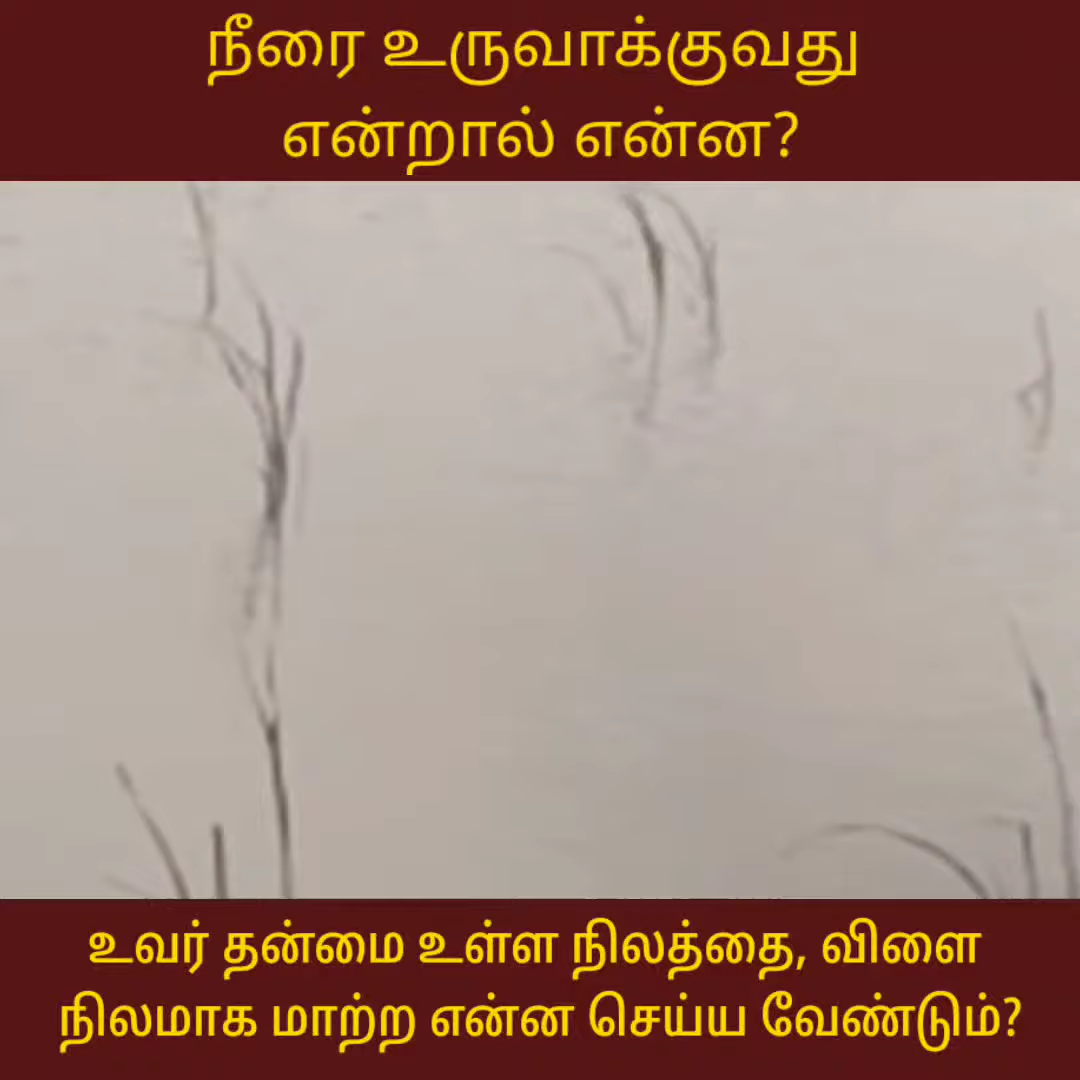 நீரை உருவாக்குவது
என்றால் என்ன?
உவர் தன்மை உள்ள நிலத்தை, விளை
நிலமாக மாற்ற என்ன செய்ய வேண்டும்?